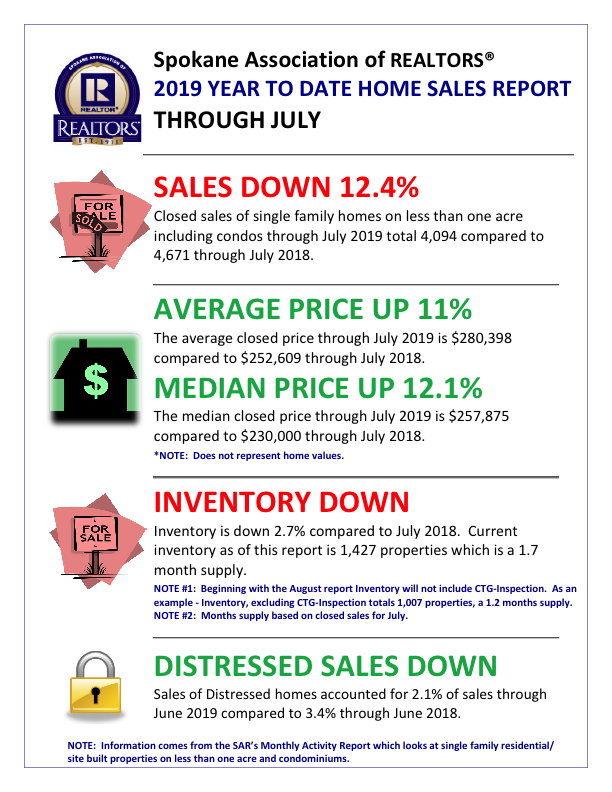 SPOKANE ASSOCIATION OF
R
REALTOR®
REALTORS®
EST. 1911
Spokane Association of REALTORS®
2019 YEAR TO DATE HOME SALES REPORT
THROUGH JULY
SALES DOWN 12.4%
FOR
SALE
SOLD
Closed sales of single family homes on less than one acre
including condos through July 2019 total 4,094 compared to
4,671 through July 2018.
AVERAGE PRICE UP 11%
The average closed price through July 2019 is $280,398
compared to $252,609 through July 2018.
$
MEDIAN PRICE UP 12.1%
The median closed price through July 2019 is $257,875
compared to $230,000 through July 2018.
*NOTE: Does not represent home values.
INVENTORY DOWN
FOR
SALE
Inventory is down 2.7% compared to July 2018. Current
inventory as of this report is 1,427 properties which is a 1.7
month supply.
NOTE #1: Beginning with the August report Inventory will not include CTG-Inspection. As an
example - Inventory, excluding CTG-Inspection totals 1,007 properties, a 1.2 months supply.
NOTE #2: Months supply based on closed sales for July.
DISTRESSED SALES DOWN
Sales of Distressed homes accounted for 2.1% of sales through
June 2019 compared to 3.4% through June 2018.
NOTE: Information comes from the SAR's Monthly Activity Report which looks at single family residential/
site built properties on less than one acre and condominiums.